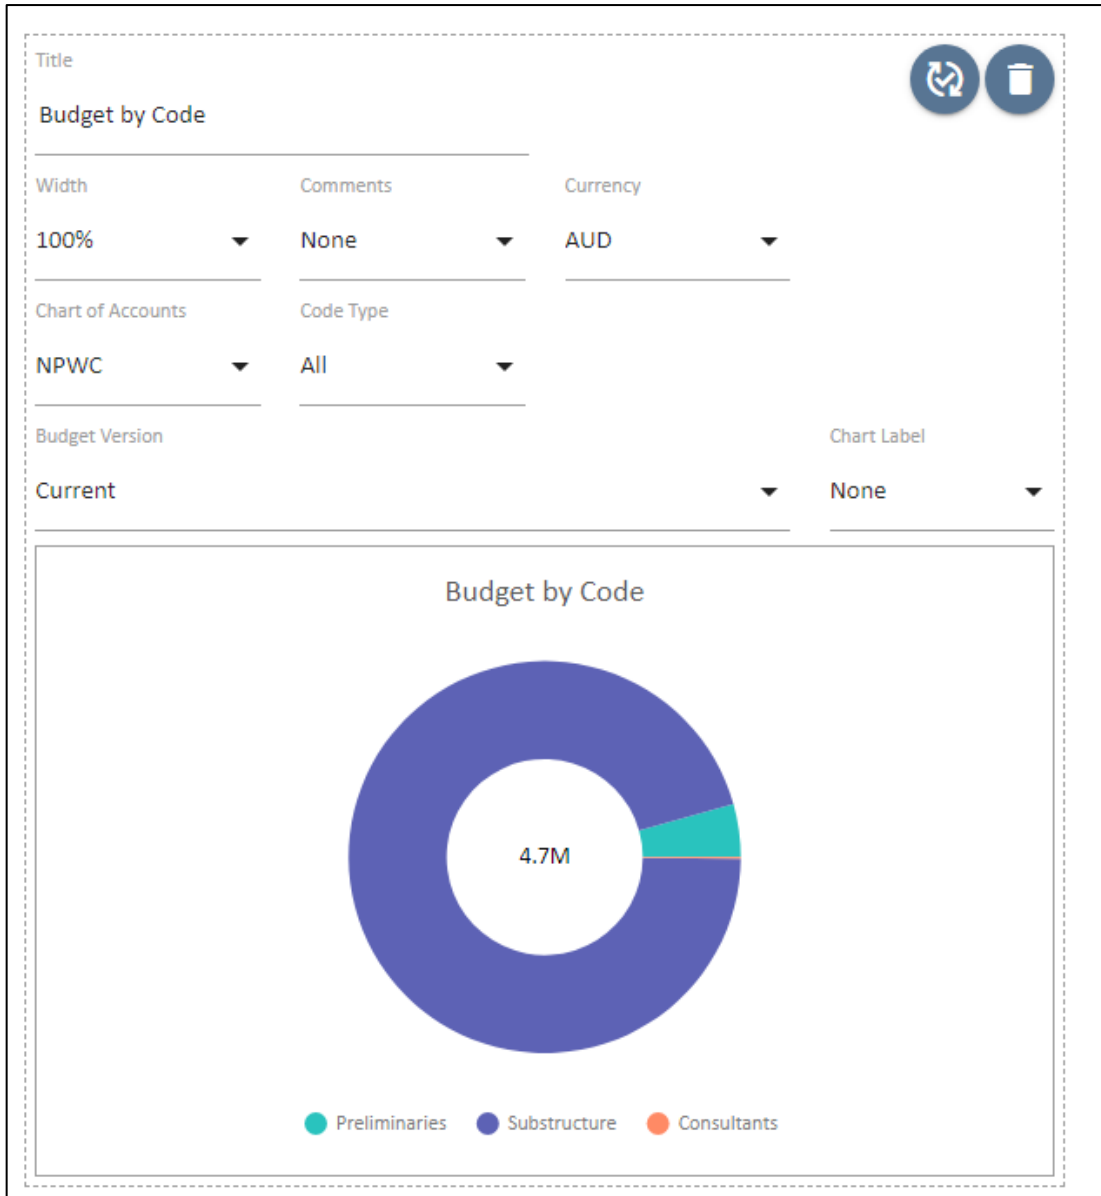 Title
Budget by Code
Width Comments Currency
100% None AUD
Chart of Accounts Code Type
NPWC All
Budget Version Chart Label
Current None
Budget by Code
4.7M
Preliminaries Substructure Consultants